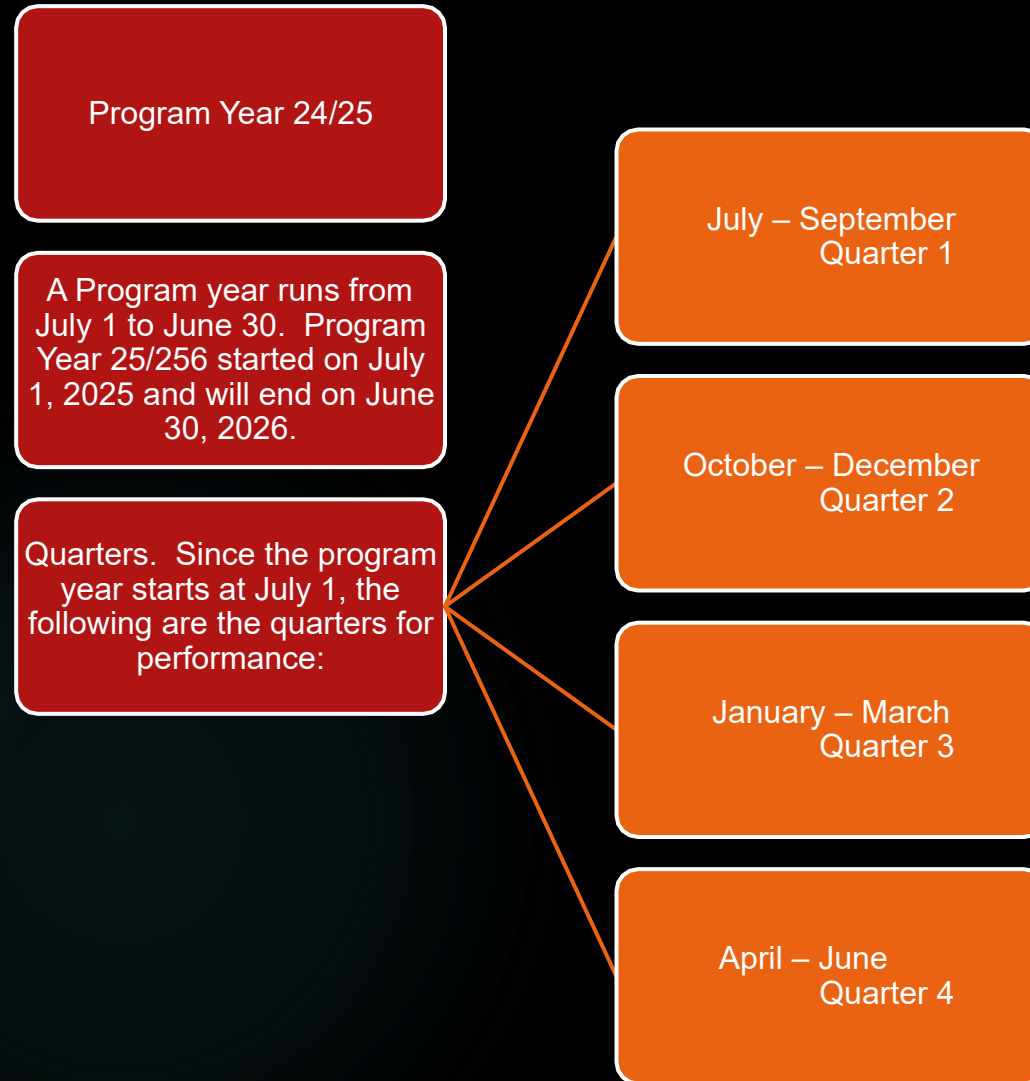 Program Year 24/25
A Program year runs from
July 1 to June 30.  Program
Year 25/256 started on July
1, 2025 and will end on June
30, 2026.
Quarters.  Since the program
year starts at July 1, the
following are the quarters for
performance:
July – September
Quarter 1
October – December
Quarter 2
January – March
Quarter 3
April – June
Quarter 4